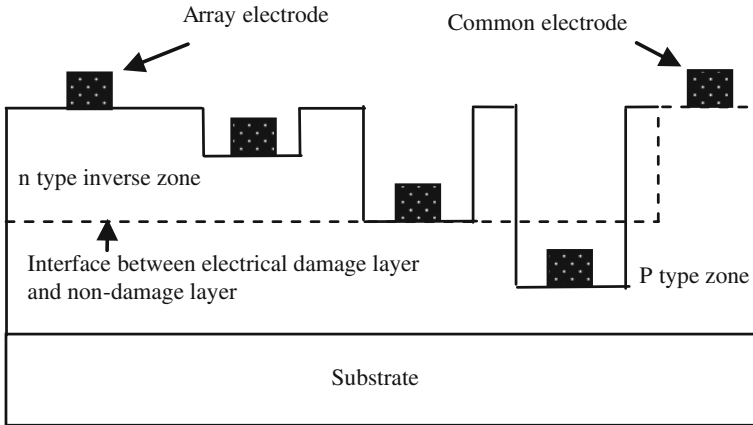 Array electrode
Common electrode
n type inverse zone
Interface between electrical damage layer
and non-damage layer
P type zone
Substrate